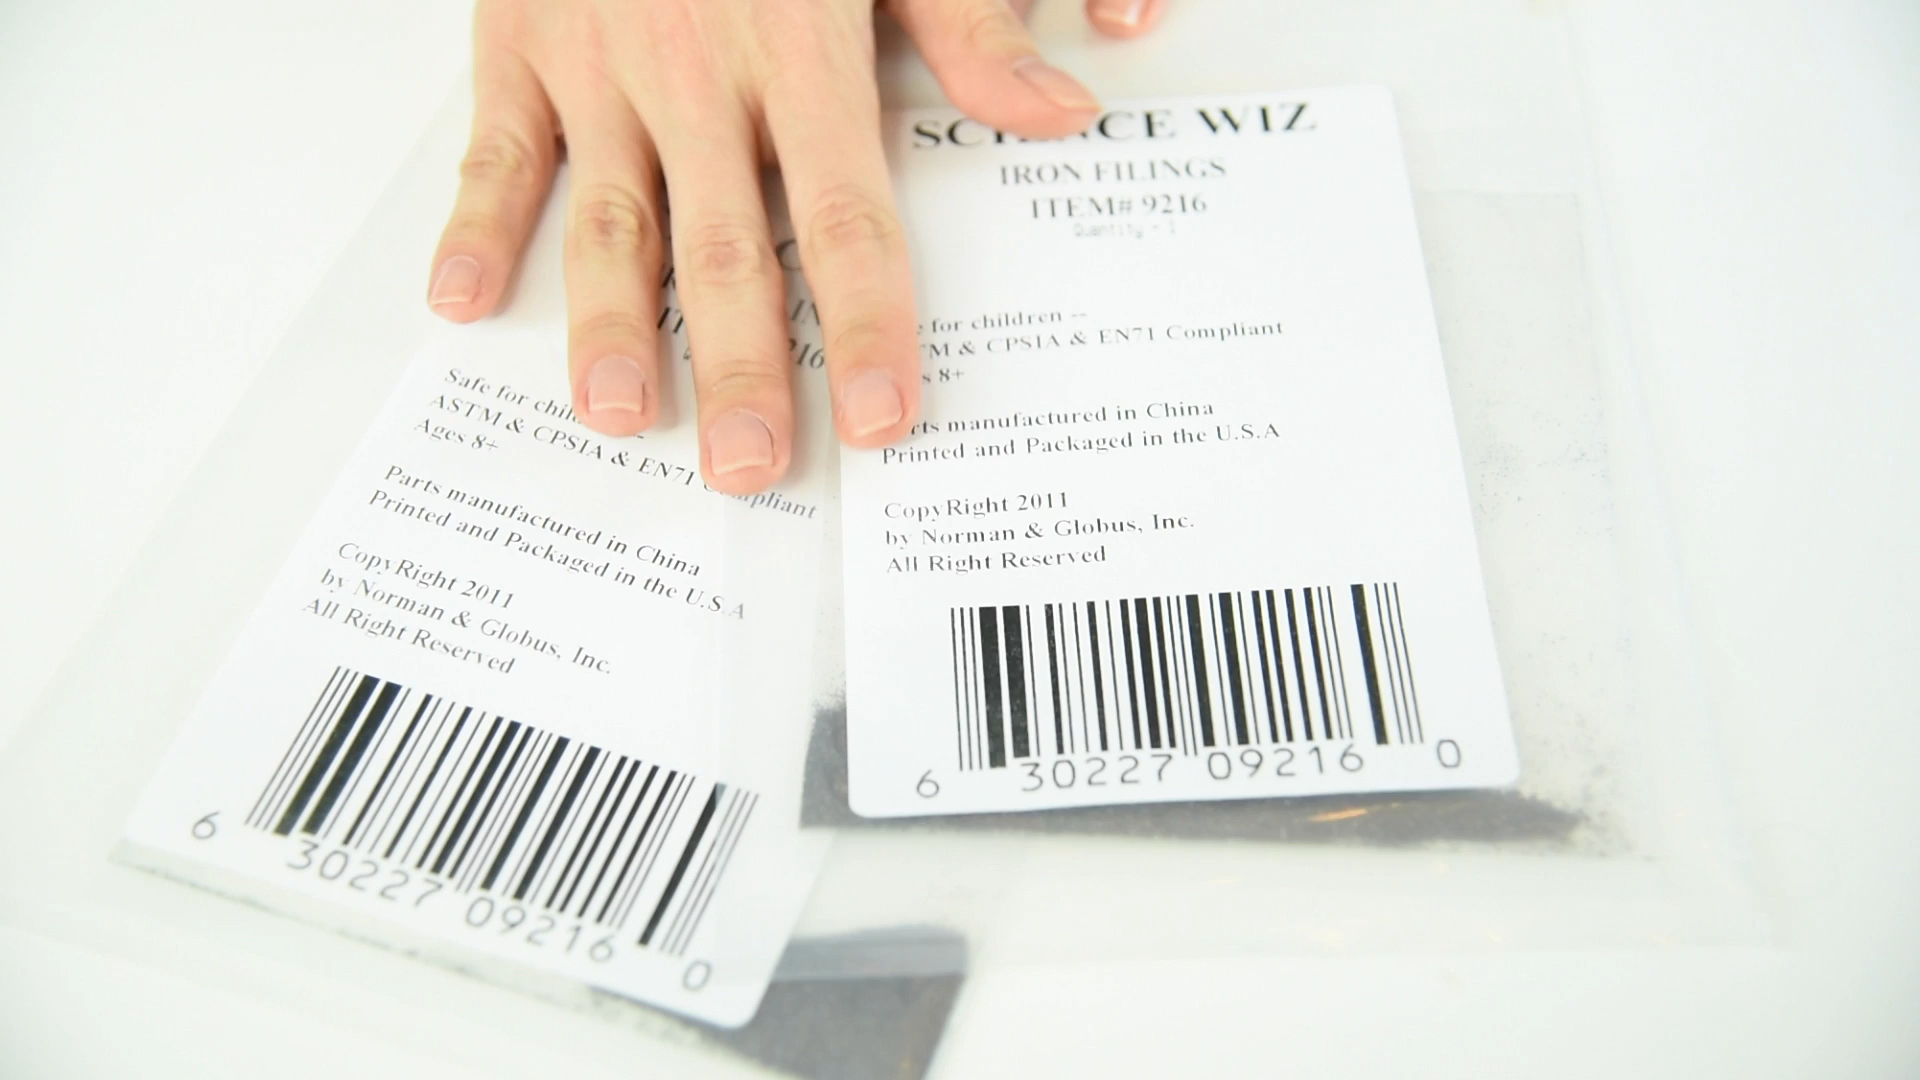 SCIENCE WIZ
IRON FILINGS
ITEM# 9216
Quantity - 1
for children --
& CPSIA & EN71 Compliant
8+
manufactured in China
Printed and Packaged in the U.S.A
CopyRight 2011
by Norman & Globus, Inc.
All Right Reserved
6 30227 09216 0
Safe for
ASTM & CPSIA & EN71 Compliant
Ages 8+
Parts manufactured in China
Printed and Packaged in the U.S.A
CopyRight 2011
by Norman & Globus, Inc.
All Right Reserved
6 30227 09216 0